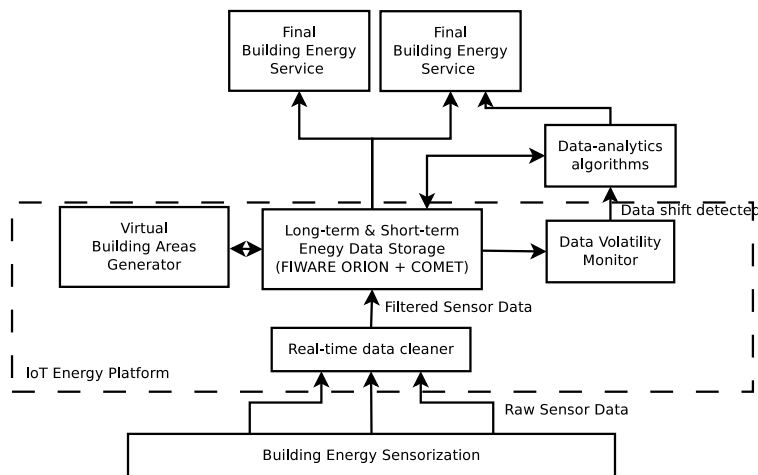 Final
Building Energy
Service
Final
Building Energy
Service
Data-analytics
algorithms
Data shift detected
Virtual
Building Areas
Generator
Long-term & Short-term
Enegy Data Storage
(FIWARE ORION + COMET)
Data Volatility
Monitor
Filtered Sensor Data
Real-time data cleaner
IoT Energy Platform
Raw Sensor Data
Building Energy Sensorization